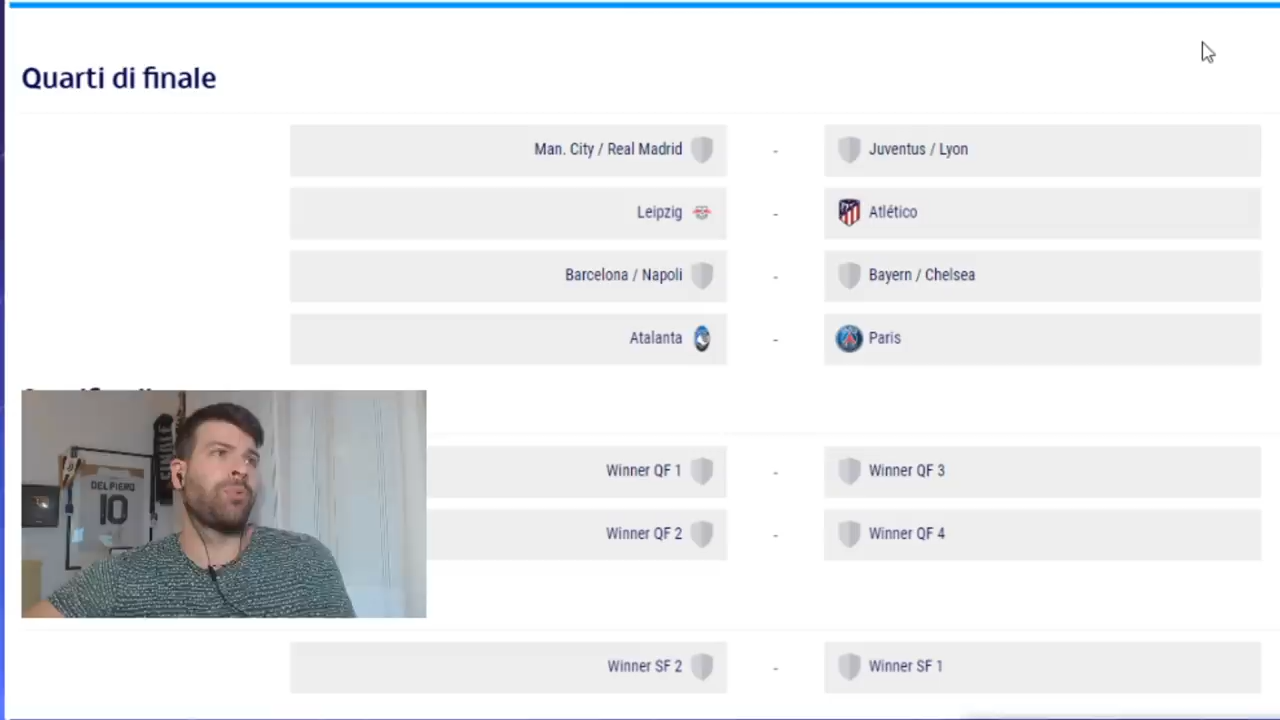 Quarti di finale
Man. City / Real Madrid - Juventus / Lyon
Leipzig - Atlético
Barcelona / Napoli - Bayern / Chelsea
Atalanta - Paris
Winner QF 1 - Winner QF 3
Winner QF 2 - Winner QF 4
Winner SF 2 - Winner SF 1
FINALE
DEL PIERO
10